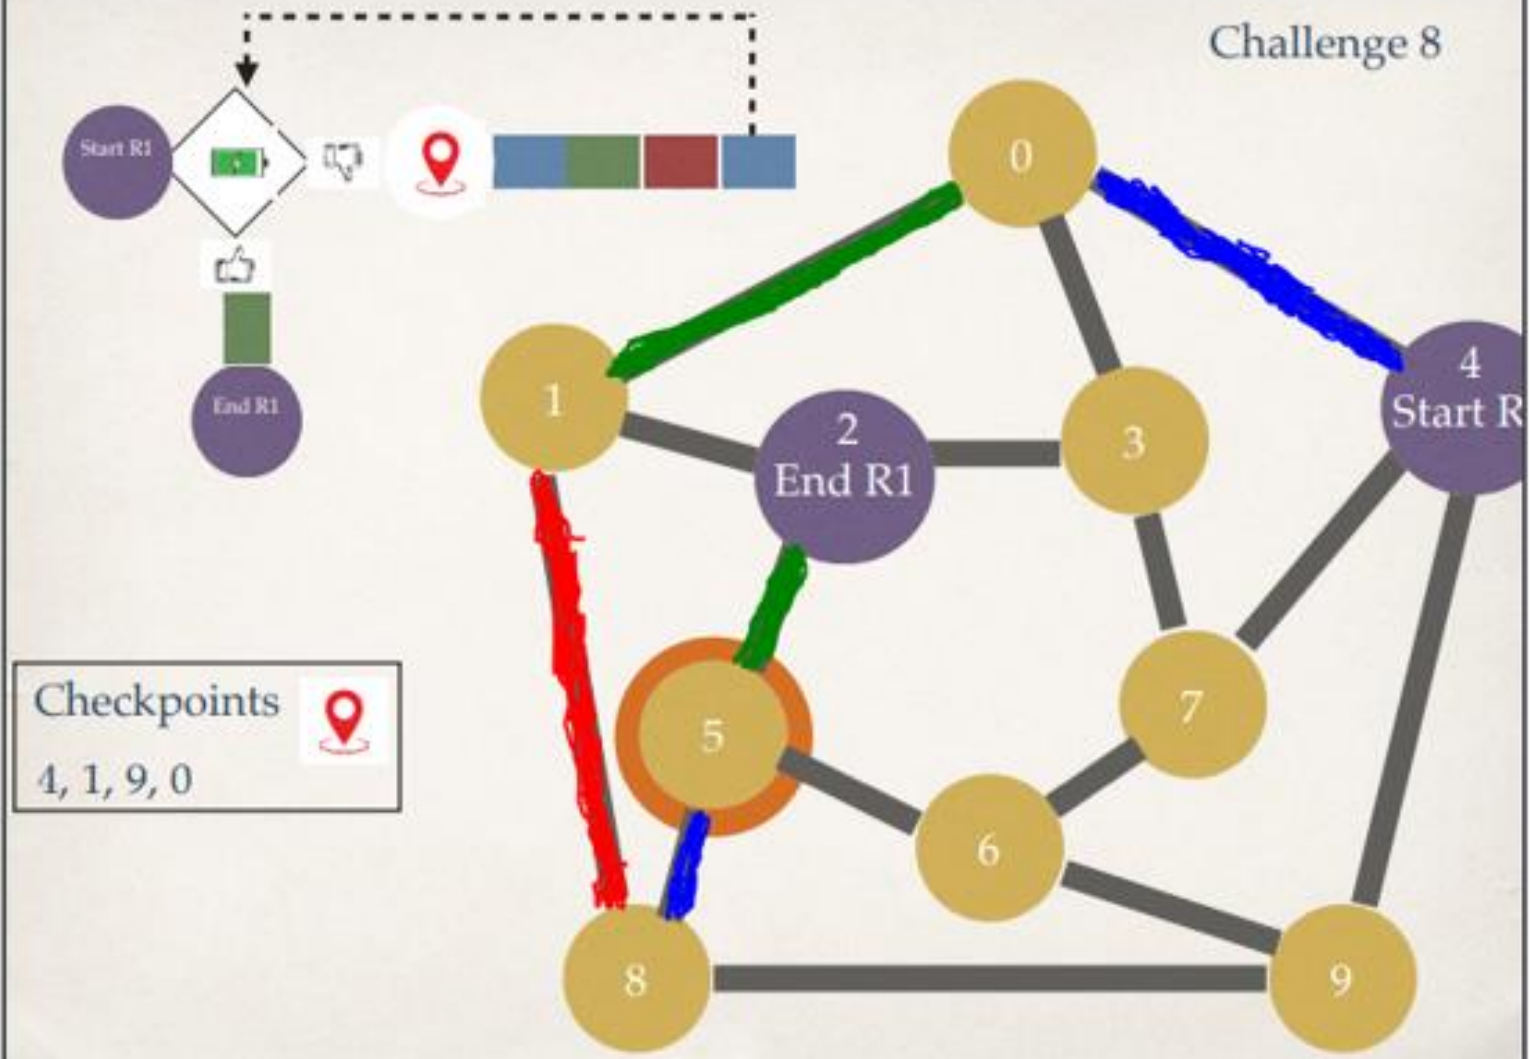 Challenge 8
Start R1
End R1
0
1
2
End R1
3
4
Start R
5
7
6
8
9
Checkpoints
4, 1, 9, 0